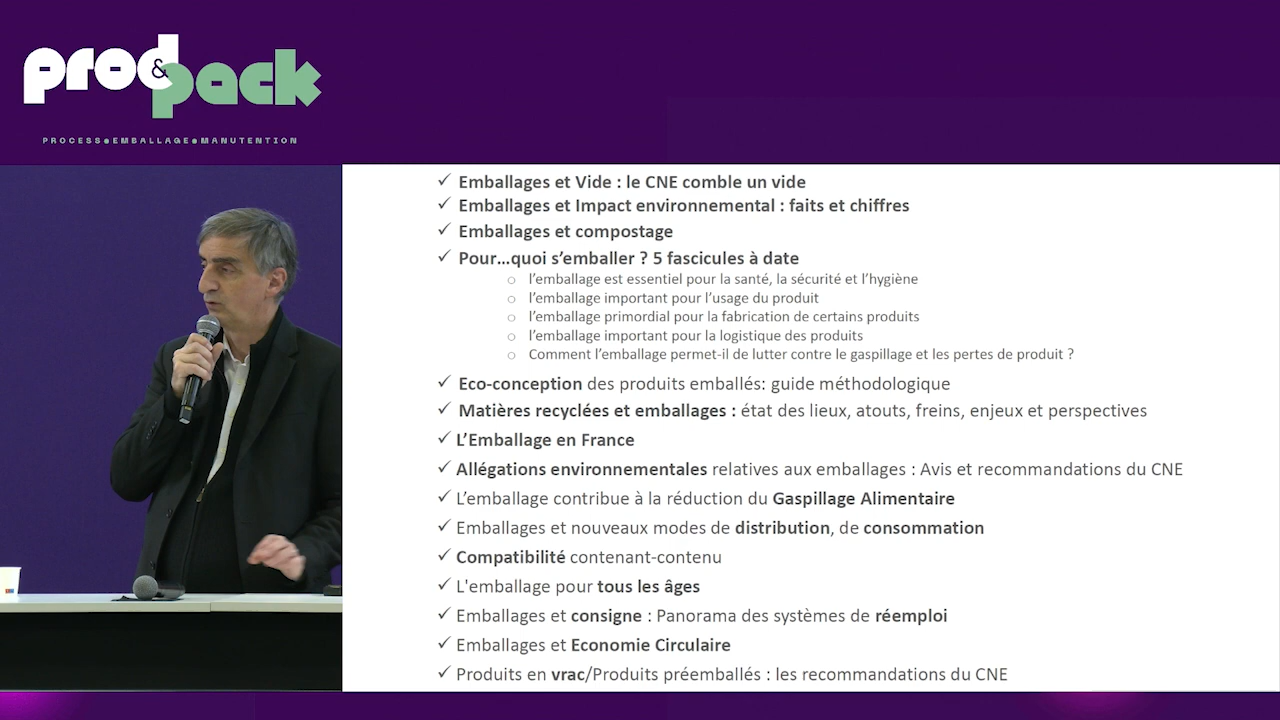 prod&pack
PROCESS●EMBALLAGE●MANUTENTION
✓ Emballages et Vide : le CNE comble un vide
✓ Emballages et Impact environnemental : faits et chiffres
✓ Emballages et compostage
✓ Pour…quoi s’emballer ? 5 fascicules à date
o l’emballage est essentiel pour la santé, la sécurité et l’hygiène
o l’emballage important pour l’usage du produit
o l’emballage primordial pour la fabrication de certains produits
o l’emballage important pour la logistique des produits
o Comment l’emballage permet-il de lutter contre le gaspillage et les pertes de produit ?
✓ Eco-conception des produits emballés: guide méthodologique
✓ Matières recyclées et emballages : état des lieux, atouts, freins, enjeux et perspectives
✓ L’Emballage en France
✓ Allégations environnementales relatives aux emballages : Avis et recommandations du CNE
✓ L’emballage contribue à la réduction du Gaspillage Alimentaire
✓ Emballages et nouveaux modes de distribution, de consommation
✓ Compatibilité contenant-contenu
✓ L'emballage pour tous les âges
✓ Emballages et consigne : Panorama des systèmes de réemploi
✓ Emballages et Economie Circulaire
✓ Produits en vrac/Produits préemballés : les recommandations du CNE